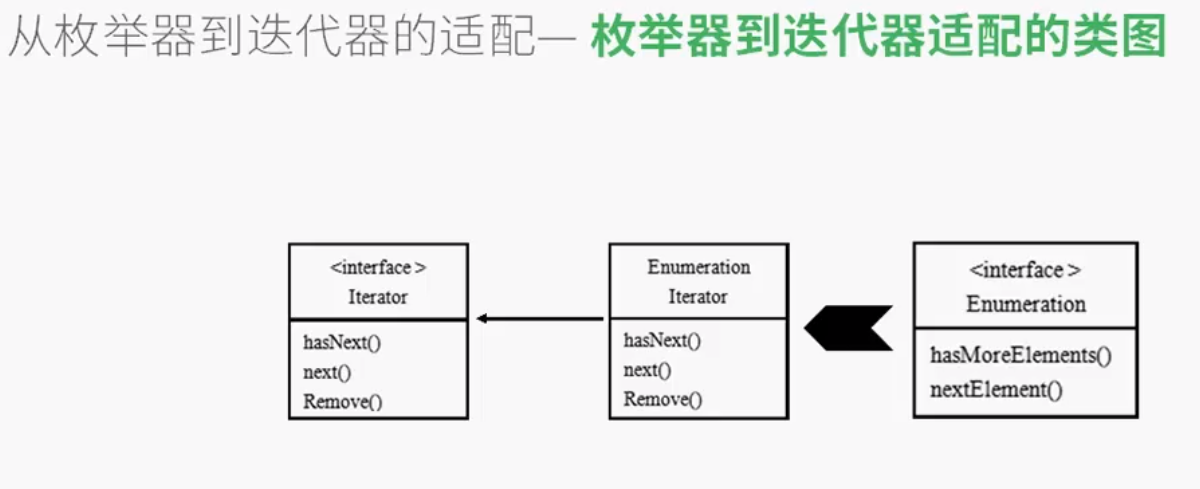 从枚举器到迭代器的适配— 枚举器到迭代器适配的类图
<interface >
Iterator
hasNext()
next()
Remove()
Enumeration
Iterator
hasNext()
next()
Remove()
<interface >
Enumeration
hasMoreElements()
nextElement()